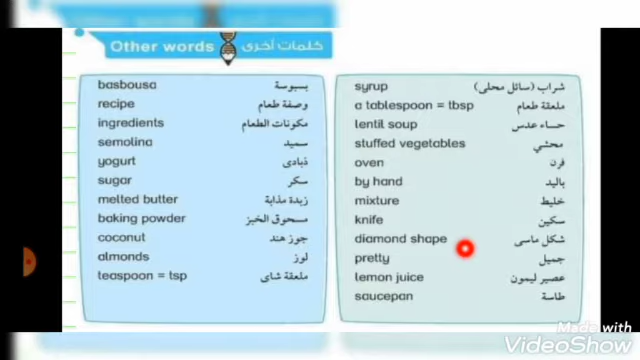 Other words كلمات أخرى
basbousa بسبوسة
recipe وصفة طعام
ingredients مكونات الطعام
semolina سميد
yogurt ذبادى
sugar سكر
melted butter زبدة مذابة
baking powder مسحوق الخبز
coconut جوز هند
almonds لوز
teaspoon = tsp ملعقة شاى
syrup شراب (سائل محلى)
a tablespoon = tbsp ملعقة طعام
lentil soup حساء عدس
stuffed vegetables محشي
oven فرن
by hand باليد
mixture خليط
knife سكين
diamond shape شكل ماسى
pretty جميل
lemon juice عصير ليمون
saucepan طاسة
Made with
VideoShow